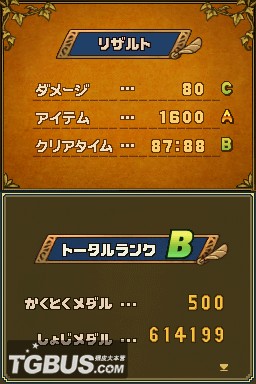 リザルト
ダメージ … 80 C
アイテム … 1600 A
クリアタイム … 87:88 B
トータルランク B
かくとくメダル … 500
しょじメダル … 614199
TGBUS.com